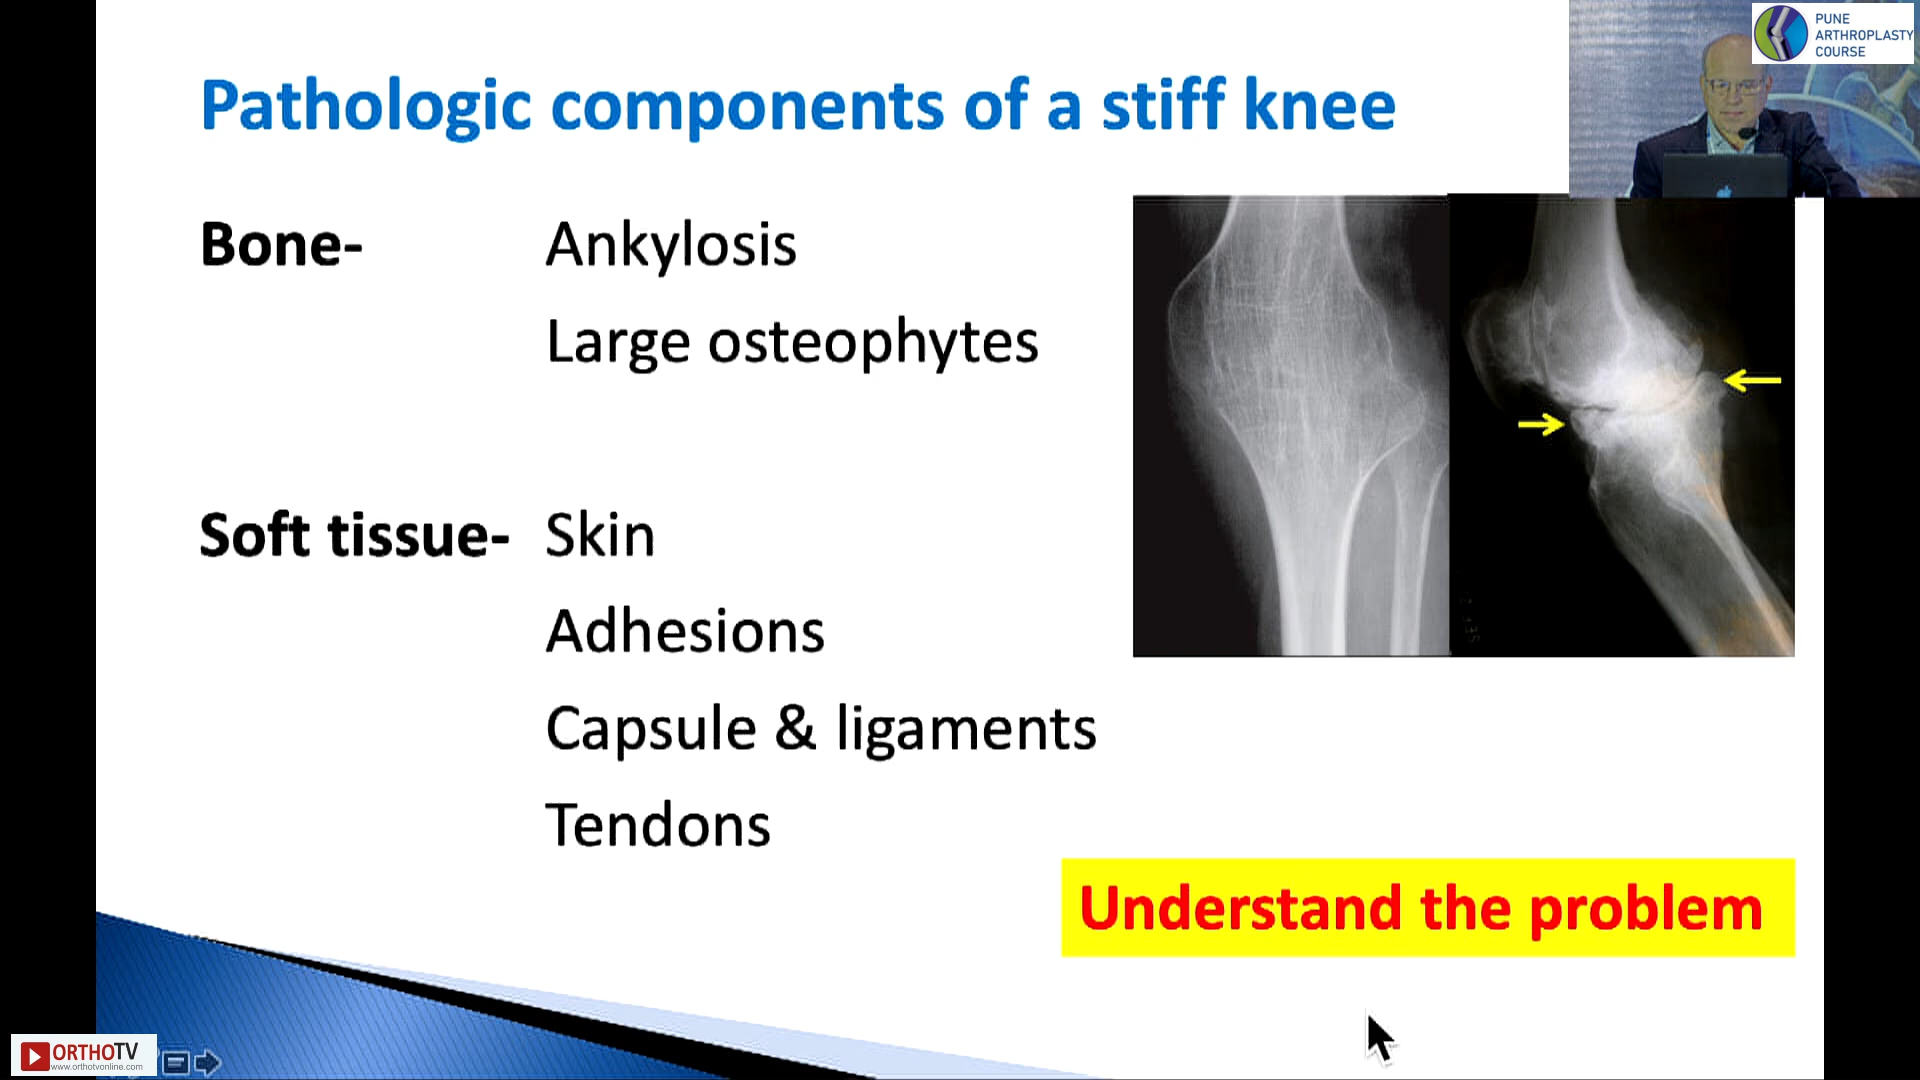 PUNE
ARTHROPLASTY
COURSE
Pathologic components of a stiff knee
Bone- Ankylosis
Large osteophytes
Soft tissue- Skin
Adhesions
Capsule & ligaments
Tendons
Understand the problem
ORTHOTV
www.orthotvonline.com